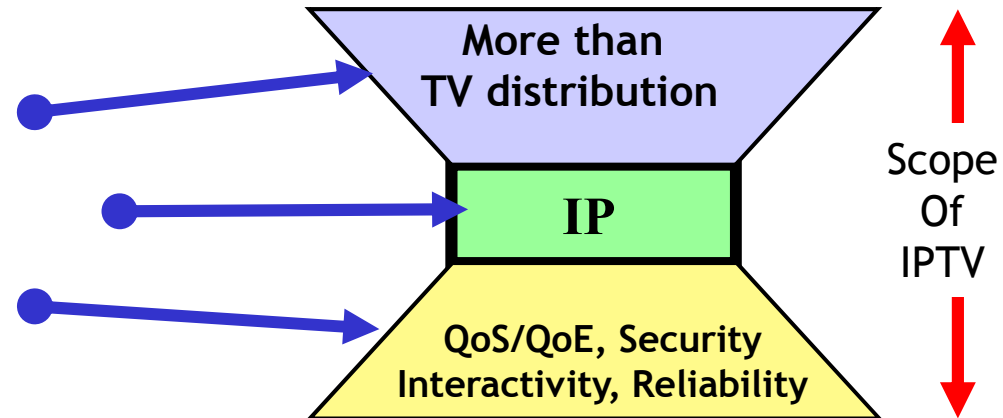 More than
TV distribution
IP
QoS/QoE, Security
Interactivity, Reliability
Scope
Of
IPTV